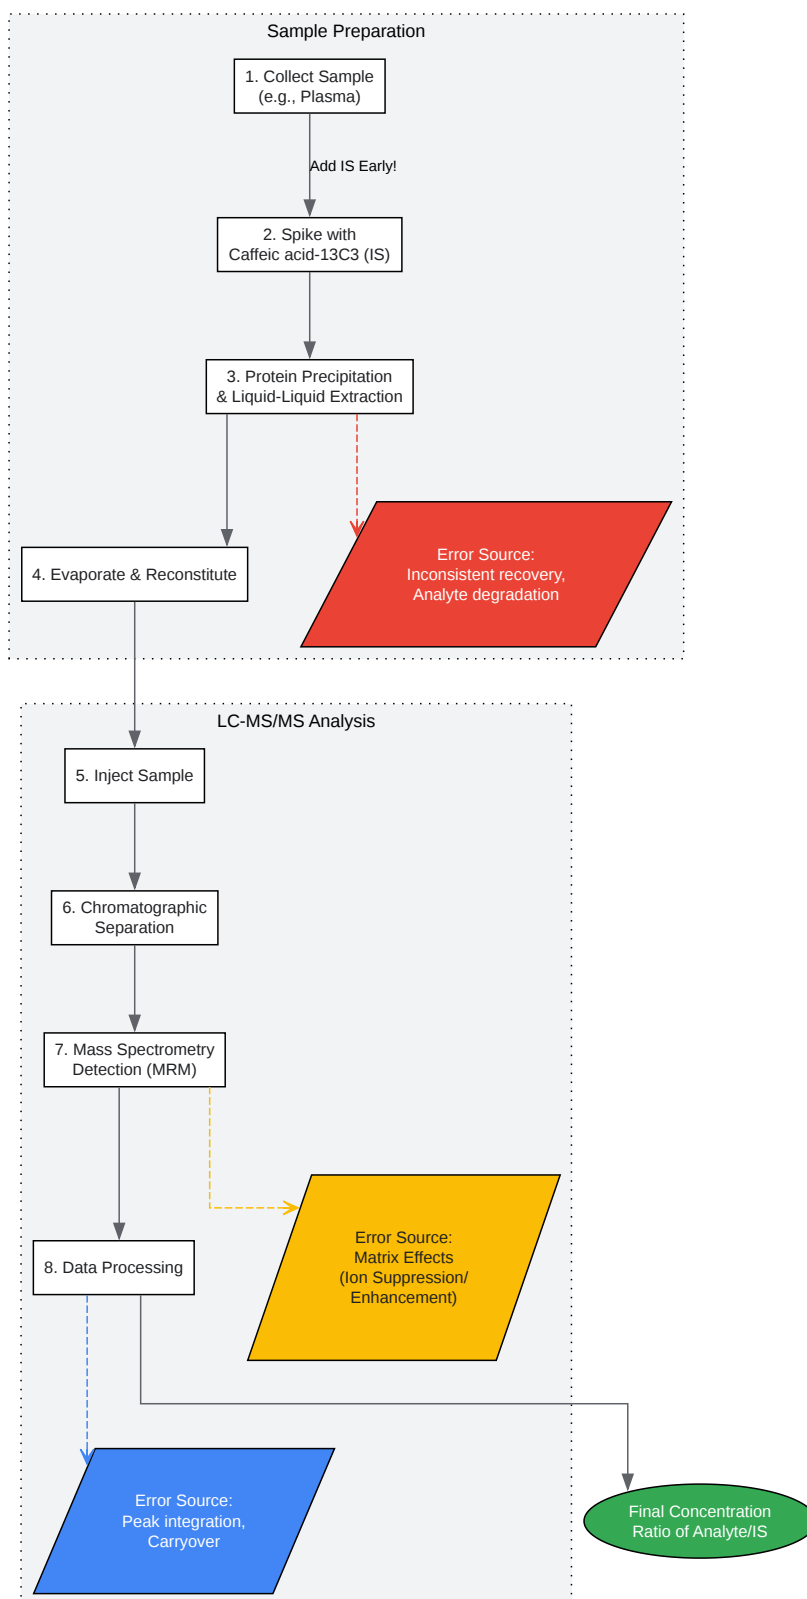 Sample Preparation
1. Collect Sample
(e.g., Plasma)
Add IS Early!
2. Spike with
Caffeic acid-13C3 (IS)
3. Protein Precipitation
& Liquid-Liquid Extraction
Error Source:
Inconsistent recovery,
Analyte degradation
4. Evaporate & Reconstitute
LC-MS/MS Analysis
5. Inject Sample
6. Chromatographic
Separation
7. Mass Spectrometry
Detection (MRM)
Error Source:
Matrix Effects
(Ion Suppression/
Enhancement)
8. Data Processing
Error Source:
Peak integration,
Carryover
Final Concentration
Ratio of Analyte/IS